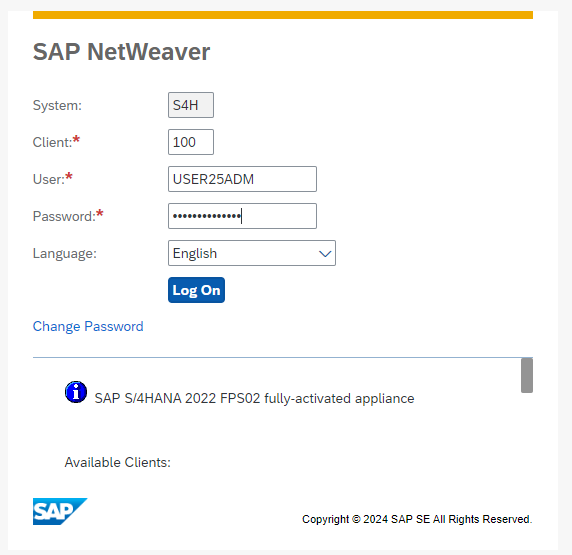 SAP NetWeaver
System: S4H
Client:* 100
User:* USER25ADM
Password:* ••••••••••••••
Language: English
Log On
Change Password
SAP S/4HANA 2022 FPS02 fully-activated appliance
Available Clients:
SAP
Copyright © 2024 SAP SE All Rights Reserved.